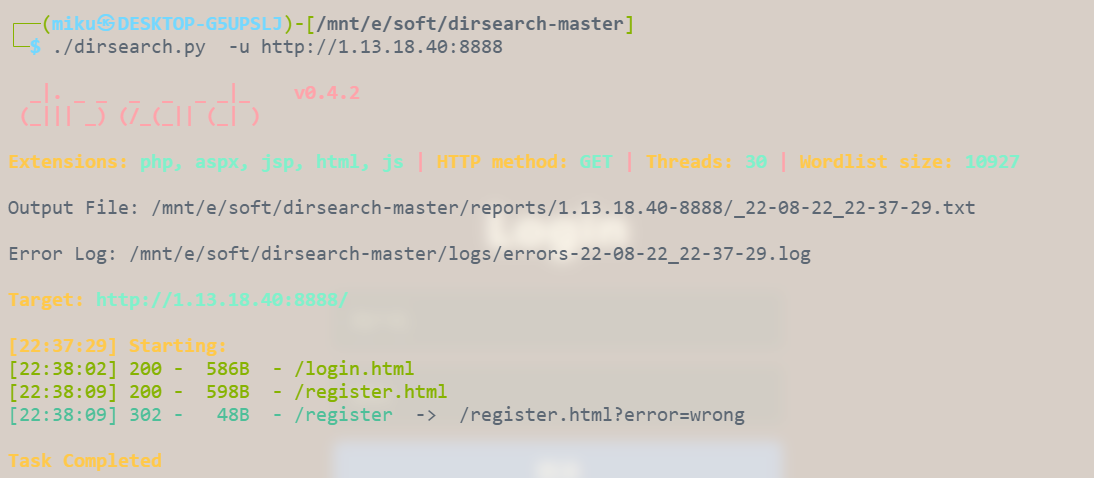 ┌──(miku㉿DESKTOP-G5UPSLJ)-[/mnt/e/soft/dirsearch-master]
└─$ ./dirsearch.py  -u http://1.13.18.40:8888
  _|. _ _  _  _  _ _|_    v0.4.2
 (_||| _) (/_(_|| (_| )
Extensions: php, aspx, jsp, html, js | HTTP method: GET | Threads: 30 | Wordlist size: 10927
Output File: /mnt/e/soft/dirsearch-master/reports/1.13.18.40-8888/_22-08-22_22-37-29.txt
Login
Error Log: /mnt/e/soft/dirsearch-master/logs/errors-22-08-22_22-37-29.log
Target: http://1.13.18.40:8888/
[22:37:29] Starting:
[22:38:02] 200 -  586B  - /login.html
[22:38:09] 200 -  598B  - /register.html
[22:38:09] 302 -   48B  - /register  ->  /register.html?error=wrong
Task Completed